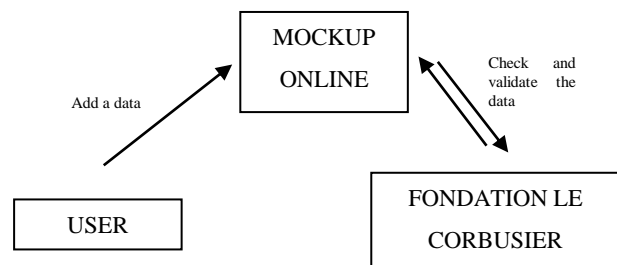 MOCKUP
ONLINE
Check and
validate the
data
Add a data
USER
FONDATION LE
CORBUSIER